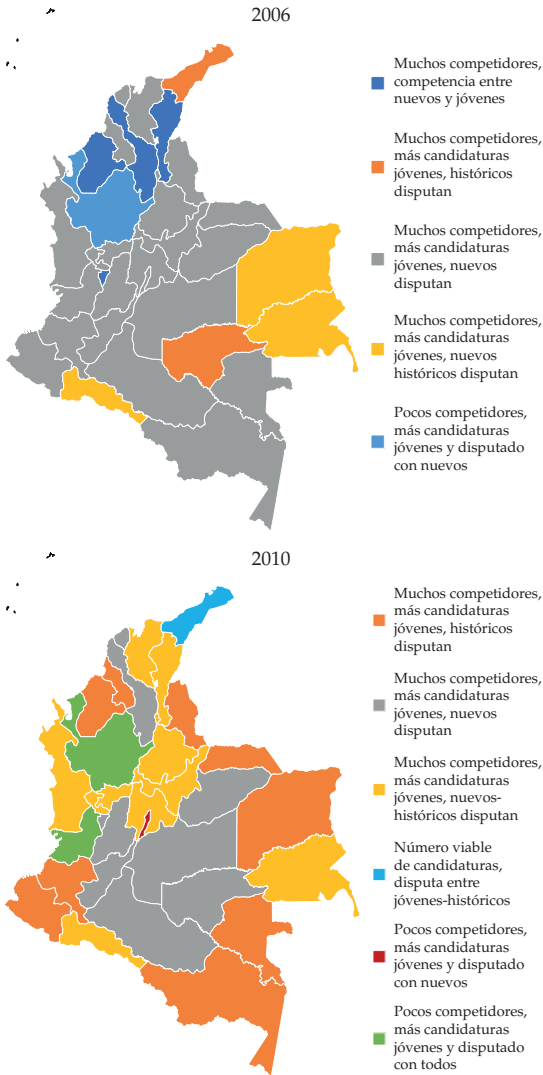 2006
Muchos competidores,
competencia entre
nuevos y jóvenes
Muchos competidores,
más candidaturas
jóvenes, históricos
disputan
Muchos competidores,
más candidaturas
jóvenes, nuevos
disputan
Muchos competidores,
más candidaturas
jóvenes, nuevos
históricos disputan
Pocos competidores,
más candidaturas
jóvenes y disputado
con nuevos
2010
Muchos competidores,
más candidaturas
jóvenes, históricos
disputan
Muchos competidores,
más candidaturas
jóvenes, nuevos
disputan
Muchos competidores,
más candidaturas
jóvenes, nuevos-
históricos disputan
Número viable
de candidaturas,
disputa entre
jóvenes-históricos
Pocos competidores,
más candidaturas
jóvenes y disputado
con nuevos
Pocos competidores,
más candidaturas
jóvenes y disputado
con todos